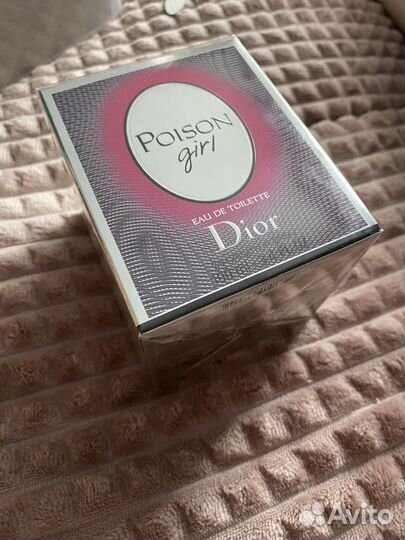 POISON
girl
EAU DE TOILETTE
Dior
Avito